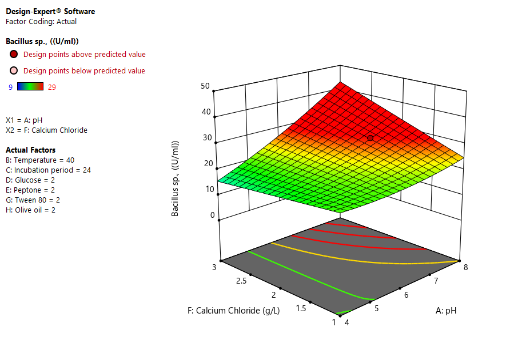 Design-Expert® Software
Factor Coding: Actual
Bacillus sp., ((U/ml))
Design points above predicted value
Design points below predicted value
9 29
X1 = A: pH
X2 = F: Calcium Chloride
Actual Factors
B: Temperature = 40
C: Incubation period = 24
D: Glucose = 2
E: Peptone = 2
G: Tween 80 = 2
H: Olive oil = 2
Bacillus sp., ((U/ml))
50
40
30
20
10
0
3
2.5
2
1.5
1
F: Calcium Chloride (g/L)
4
5
6
7
8
A: pH